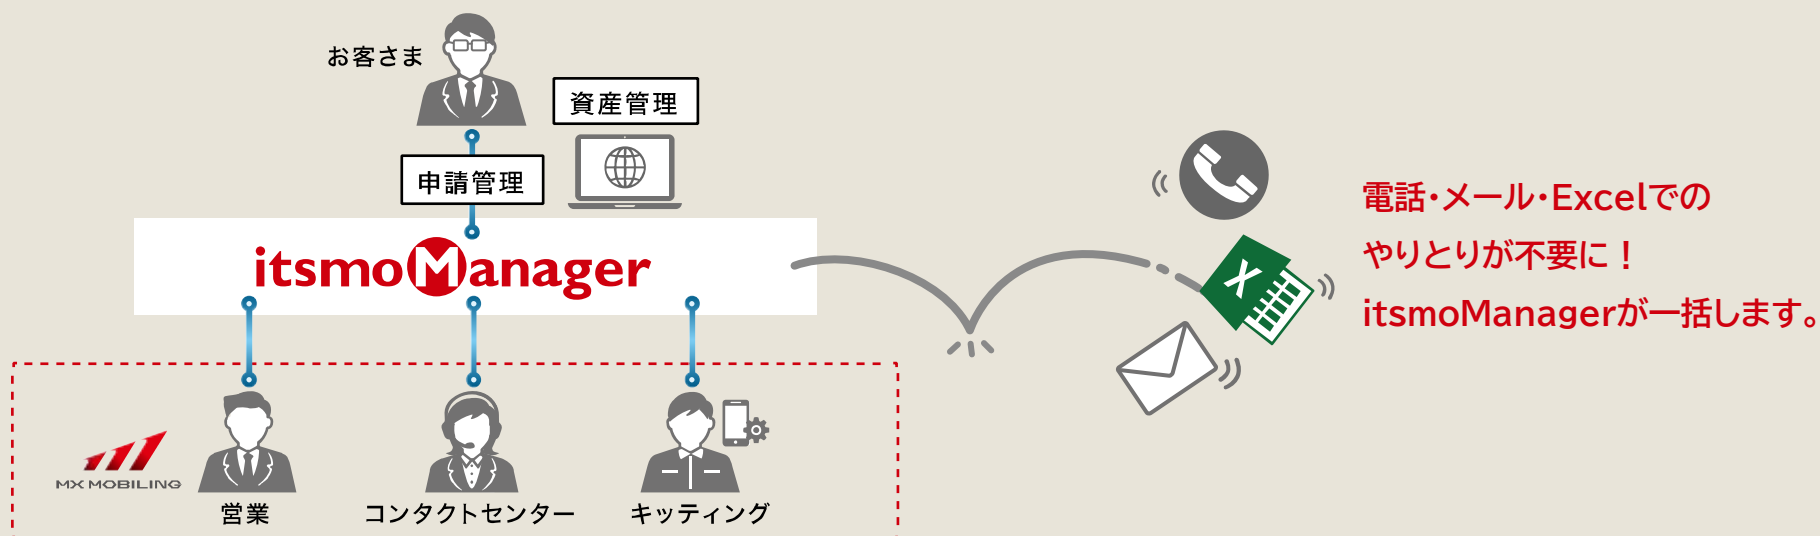 お客さま
資産管理
申請管理
itsmoManager
電話・メール・Excelでの
やりとりが不要に！
itsmoManagerが一括します。
MX MOBILING
営業
コンタクトセンター
キッティング